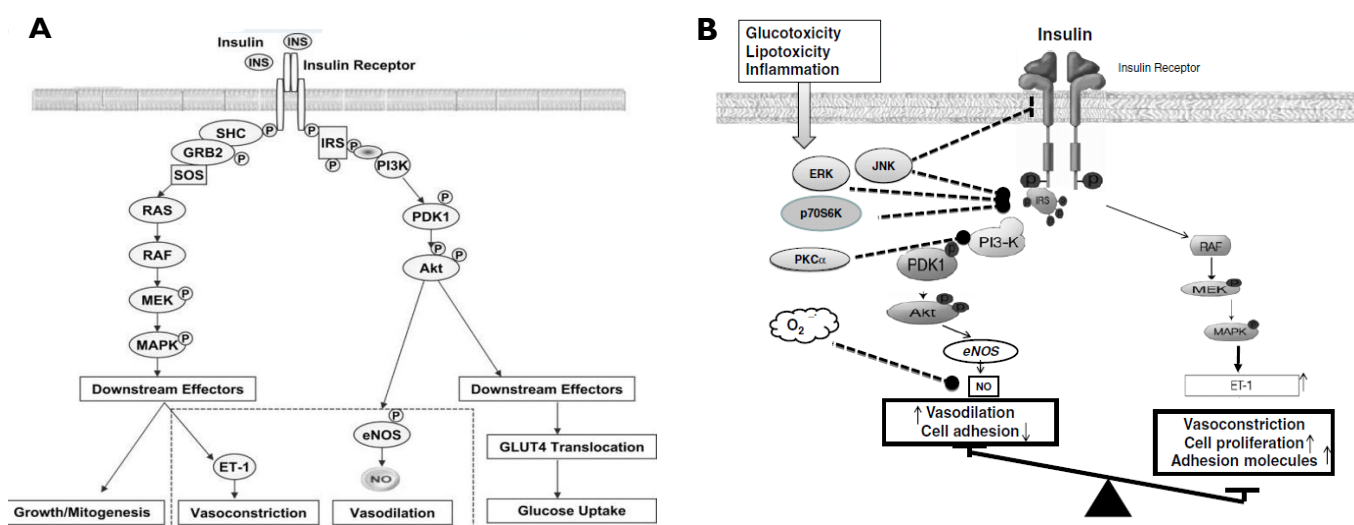 A
Insulin
INS
INS
Insulin Receptor
SHC
P
P
GRB2
P
SOS
IRS
P
P
PI3K
RAS
P
PDK1
RAF
P
P
Akt
MEK
P
MAPK
P
Downstream Effectors
Downstream Effectors
P
eNOS
GLUT4 Translocation
ET-1
NO
Growth/Mitogenesis
Vasoconstriction
Vasodilation
Glucose Uptake
B
Glucotoxicity
Lipotoxicity
Inflammation
Insulin
Insulin Receptor
ERK
JNK
P
P
IRS
p70S6K
PI3-K
P
PDK1
PKCα
RAF
MEK
P
P
P
Akt
O₂⁻
MAPK
P
eNOS
NO
ET-1 ↑
↑ Vasodilation
Cell adhesion ↓
Vasoconstriction
Cell proliferation ↑
Adhesion molecules ↑